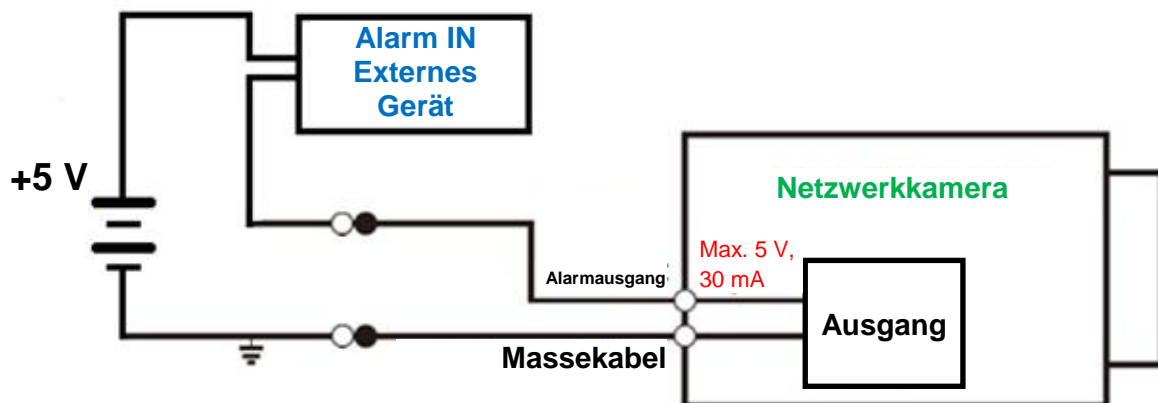 Alarm IN
Externes
Gerät
+5 V
Netzwerkkamera
Max. 5 V,
30 mA
Alarmausgang
Ausgang
Massekabel